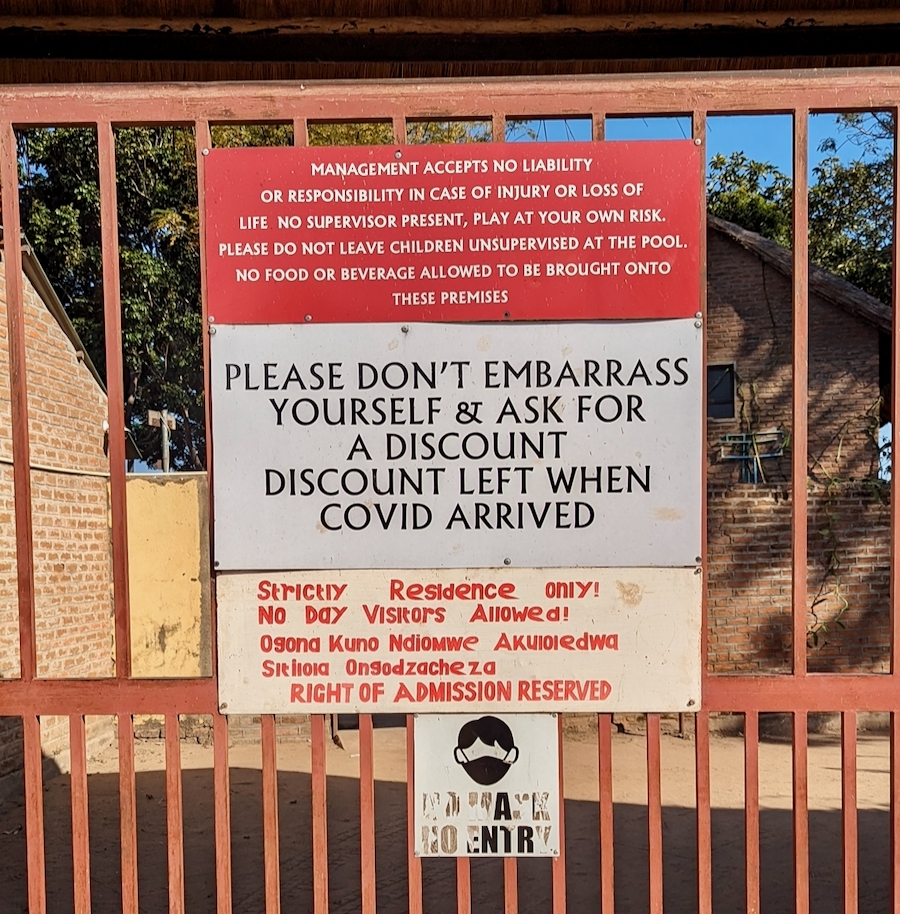 MANAGEMENT ACCEPTS NO LIABILITY
OR RESPONSIBILITY IN CASE OF INJURY OR LOSS OF
LIFE NO SUPERVISOR PRESENT, PLAY AT YOUR OWN RISK.
PLEASE DO NOT LEAVE CHILDREN UNSUPERVISED AT THE POOL.
NO FOOD OR BEVERAGE ALLOWED TO BE BROUGHT ONTO
THESE PREMISES
PLEASE DON'T EMBARRASS
YOURSELF & ASK FOR
A DISCOUNT
DISCOUNT LEFT WHEN
COVID ARRIVED
Strictly Residence only!
No Day Visitors Allowed!
Ogona Kuno Ndiomwe Akuloledwa
Sitilola Ongodzacheza
RIGHT OF ADMISSION RESERVED
NO MASK
NO ENTRY